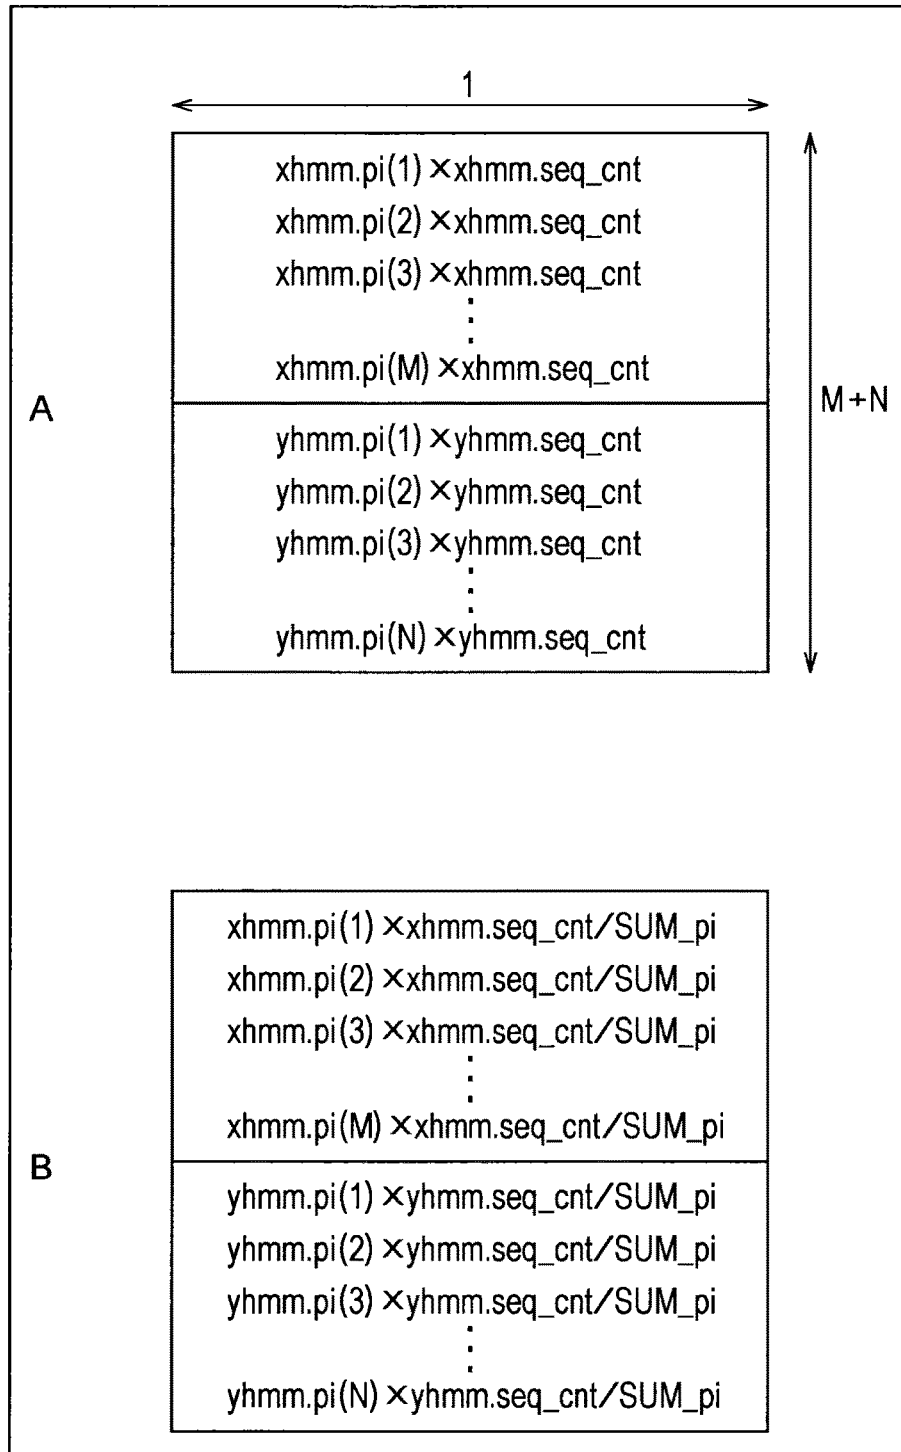 1
xhmm.pi(1)×xhmm.seq_cnt
xhmm.pi(2)×xhmm.seq_cnt
xhmm.pi(3)×xhmm.seq_cnt
⋮
xhmm.pi(M)×xhmm.seq_cnt
A
M+N
yhmm.pi(1)×yhmm.seq_cnt
yhmm.pi(2)×yhmm.seq_cnt
yhmm.pi(3)×yhmm.seq_cnt
⋮
yhmm.pi(N)×yhmm.seq_cnt
xhmm.pi(1)×xhmm.seq_cnt/SUM_pi
xhmm.pi(2)×xhmm.seq_cnt/SUM_pi
xhmm.pi(3)×xhmm.seq_cnt/SUM_pi
⋮
xhmm.pi(M)×xhmm.seq_cnt/SUM_pi
B
yhmm.pi(1)×yhmm.seq_cnt/SUM_pi
yhmm.pi(2)×yhmm.seq_cnt/SUM_pi
yhmm.pi(3)×yhmm.seq_cnt/SUM_pi
⋮
yhmm.pi(N)×yhmm.seq_cnt/SUM_pi